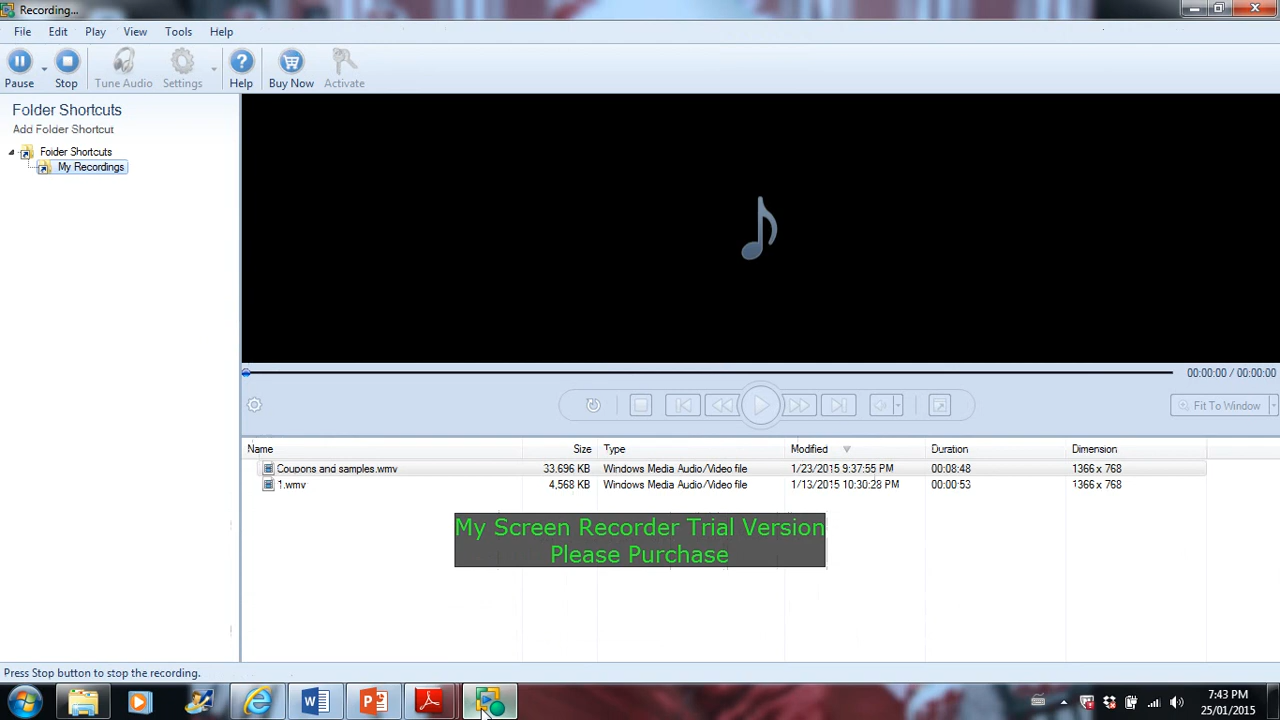 Recording...
File Edit Play View Tools Help
Pause Stop Tune Audio Settings Help Buy Now Activate
Folder Shortcuts
Add Folder Shortcut
Folder Shortcuts
My Recordings
00:00:00 / 00:00:00
Fit To Window
Name Size Type Modified Duration Dimension
Coupons and samples.wmv 33,696 KB Windows Media Audio/Video file 1/23/2015 9:37:55 PM 00:08:48 1366 x 768
1.wmv 4,568 KB Windows Media Audio/Video file 1/13/2015 10:30:28 PM 00:00:53 1366 x 768
My Screen Recorder Trial Version
Please Purchase
Press Stop button to stop the recording.
7:43 PM
25/01/2015